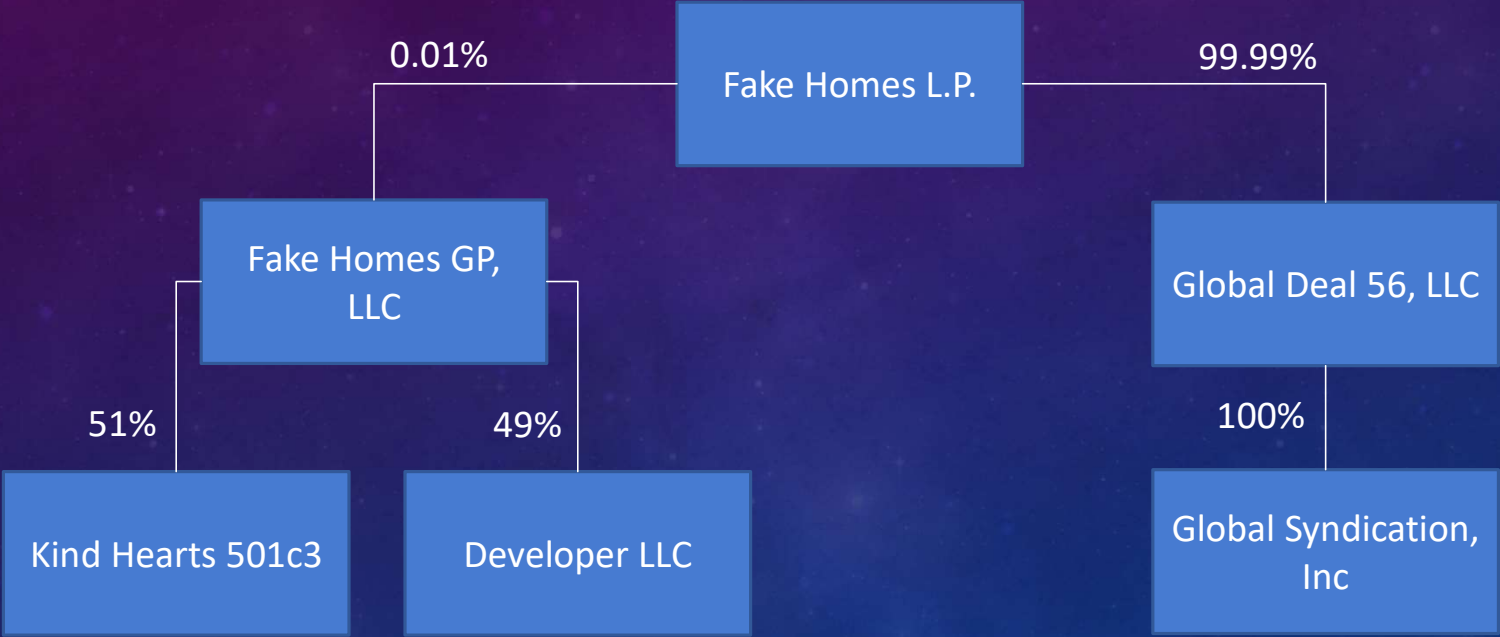 0.01%
Fake Homes L.P.
99.99%
Fake Homes GP,
LLC
Global Deal 56, LLC
51%
49%
100%
Kind Hearts 501c3
Developer LLC
Global Syndication,
Inc